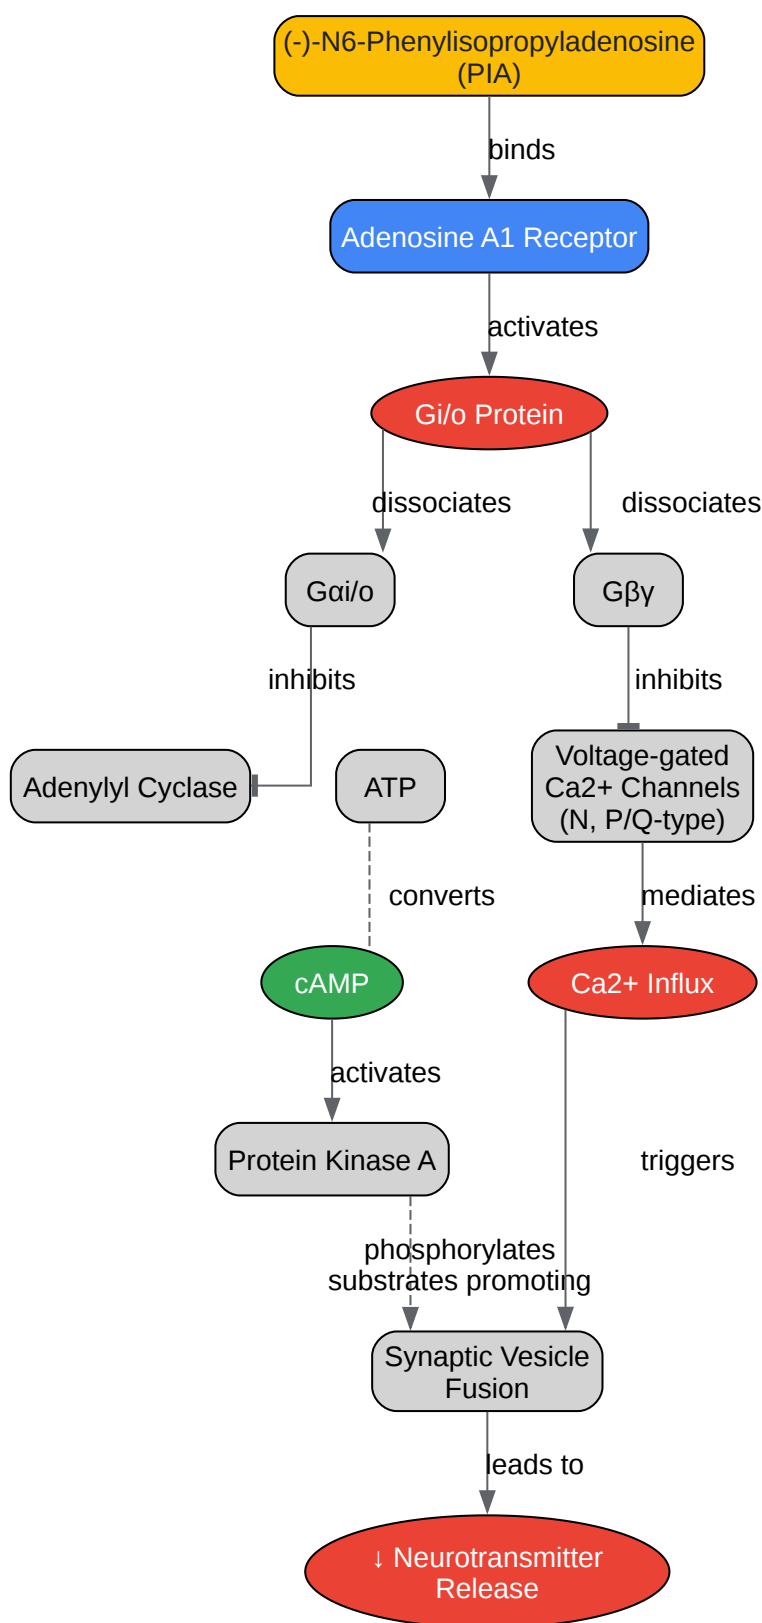 (-)-N6-Phenylisopropyladenosine
(PIA)
binds
Adenosine A1 Receptor
activates
Gi/o Protein
dissociates
dissociates
Gαi/o
Gβγ
inhibits
inhibits
Adenylyl Cyclase
ATP
Voltage-gated
Ca2+ Channels
(N, P/Q-type)
converts
mediates
cAMP
Ca2+ Influx
activates
Protein Kinase A
triggers
phosphorylates
substrates promoting
Synaptic Vesicle
Fusion
leads to
↓ Neurotransmitter
Release